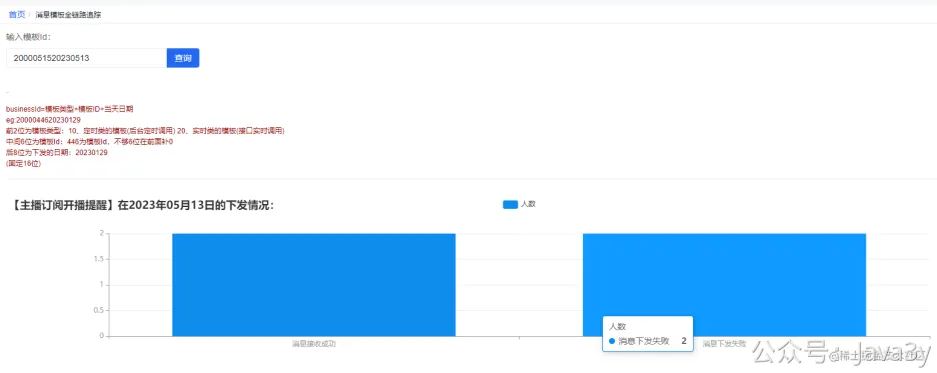 首页 / 消息模板全链路追踪
输入模板Id:
2000051520230513 查询
businessId=模板类型+模板ID+当天日期
eg:2000044620230129
前2位为模板类型：10，定时类的模板(后台定时调用) 20，实时类的模板(接口实时调用)
中间6位为模板Id：446为模板Id，不够6位在前面补0
后8位为下发的日期：20230129
(固定16位)
【主播订阅开播提醒】在2023年05月13日的下发情况：
人数
2
1.5
1
0.5
0
消息接收成功
消息下发失败
人数
消息下发失败 2
公众号：Java3y
@稀土掘金技术社区